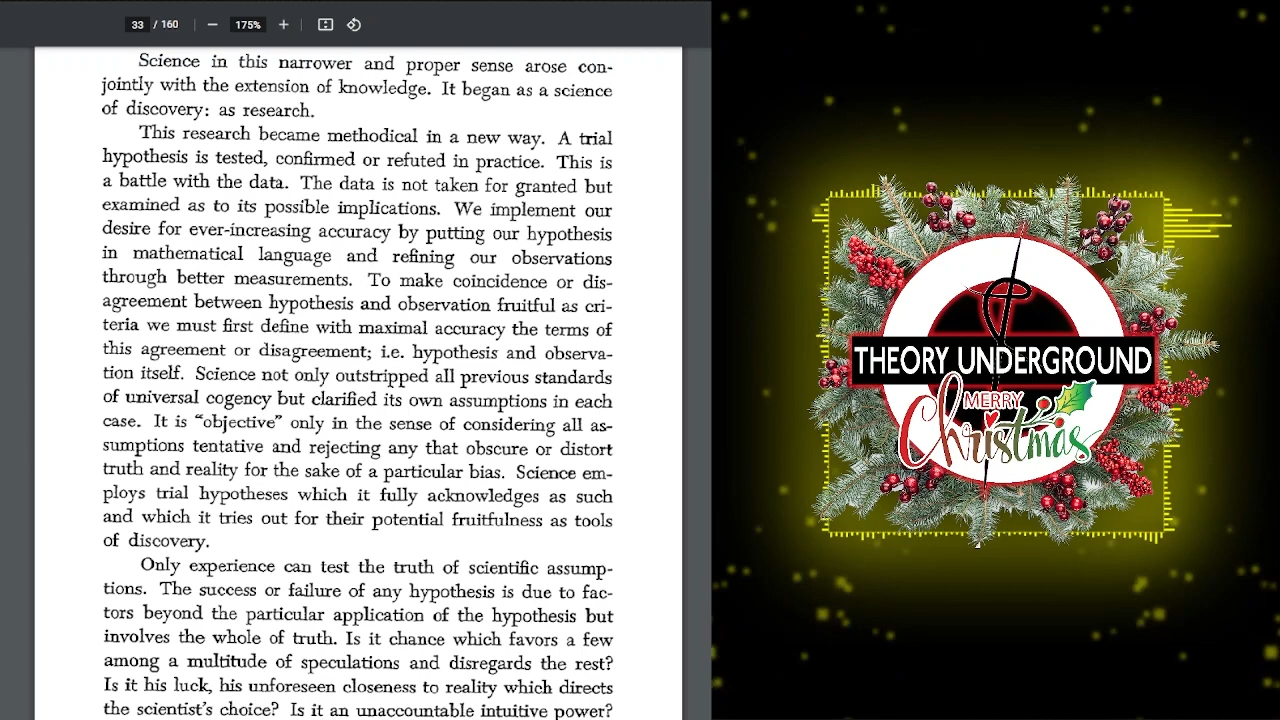 33 / 160
175%
Science in this narrower and proper sense arose con-
jointly with the extension of knowledge. It began as a science
of discovery: as research.
This research became methodical in a new way. A trial
hypothesis is tested, confirmed or refuted in practice. This is
a battle with the data. The data is not taken for granted but
examined as to its possible implications. We implement our
desire for ever-increasing accuracy by putting our hypothesis
in mathematical language and refining our observations
through better measurements. To make coincidence or dis-
agreement between hypothesis and observation fruitful as cri-
teria we must first define with maximal accuracy the terms of
this agreement or disagreement; i.e. hypothesis and observa-
tion itself. Science not only outstripped all previous standards
of universal cogency but clarified its own assumptions in each
case. It is "objective" only in the sense of considering all as-
sumptions tentative and rejecting any that obscure or distort
truth and reality for the sake of a particular bias. Science em-
ploys trial hypotheses which it fully acknowledges as such
and which it tries out for their potential fruitfulness as tools
of discovery.
Only experience can test the truth of scientific assump-
tions. The success or failure of any hypothesis is due to fac-
tors beyond the particular application of the hypothesis but
involves the whole of truth. Is it chance which favors a few
among a multitude of speculations and disregards the rest?
Is it his luck, his unforeseen closeness to reality which directs
the scientist's choice? Is it an unaccountable intuitive power?
THEORY UNDERGROUND
MERRY
Christmas